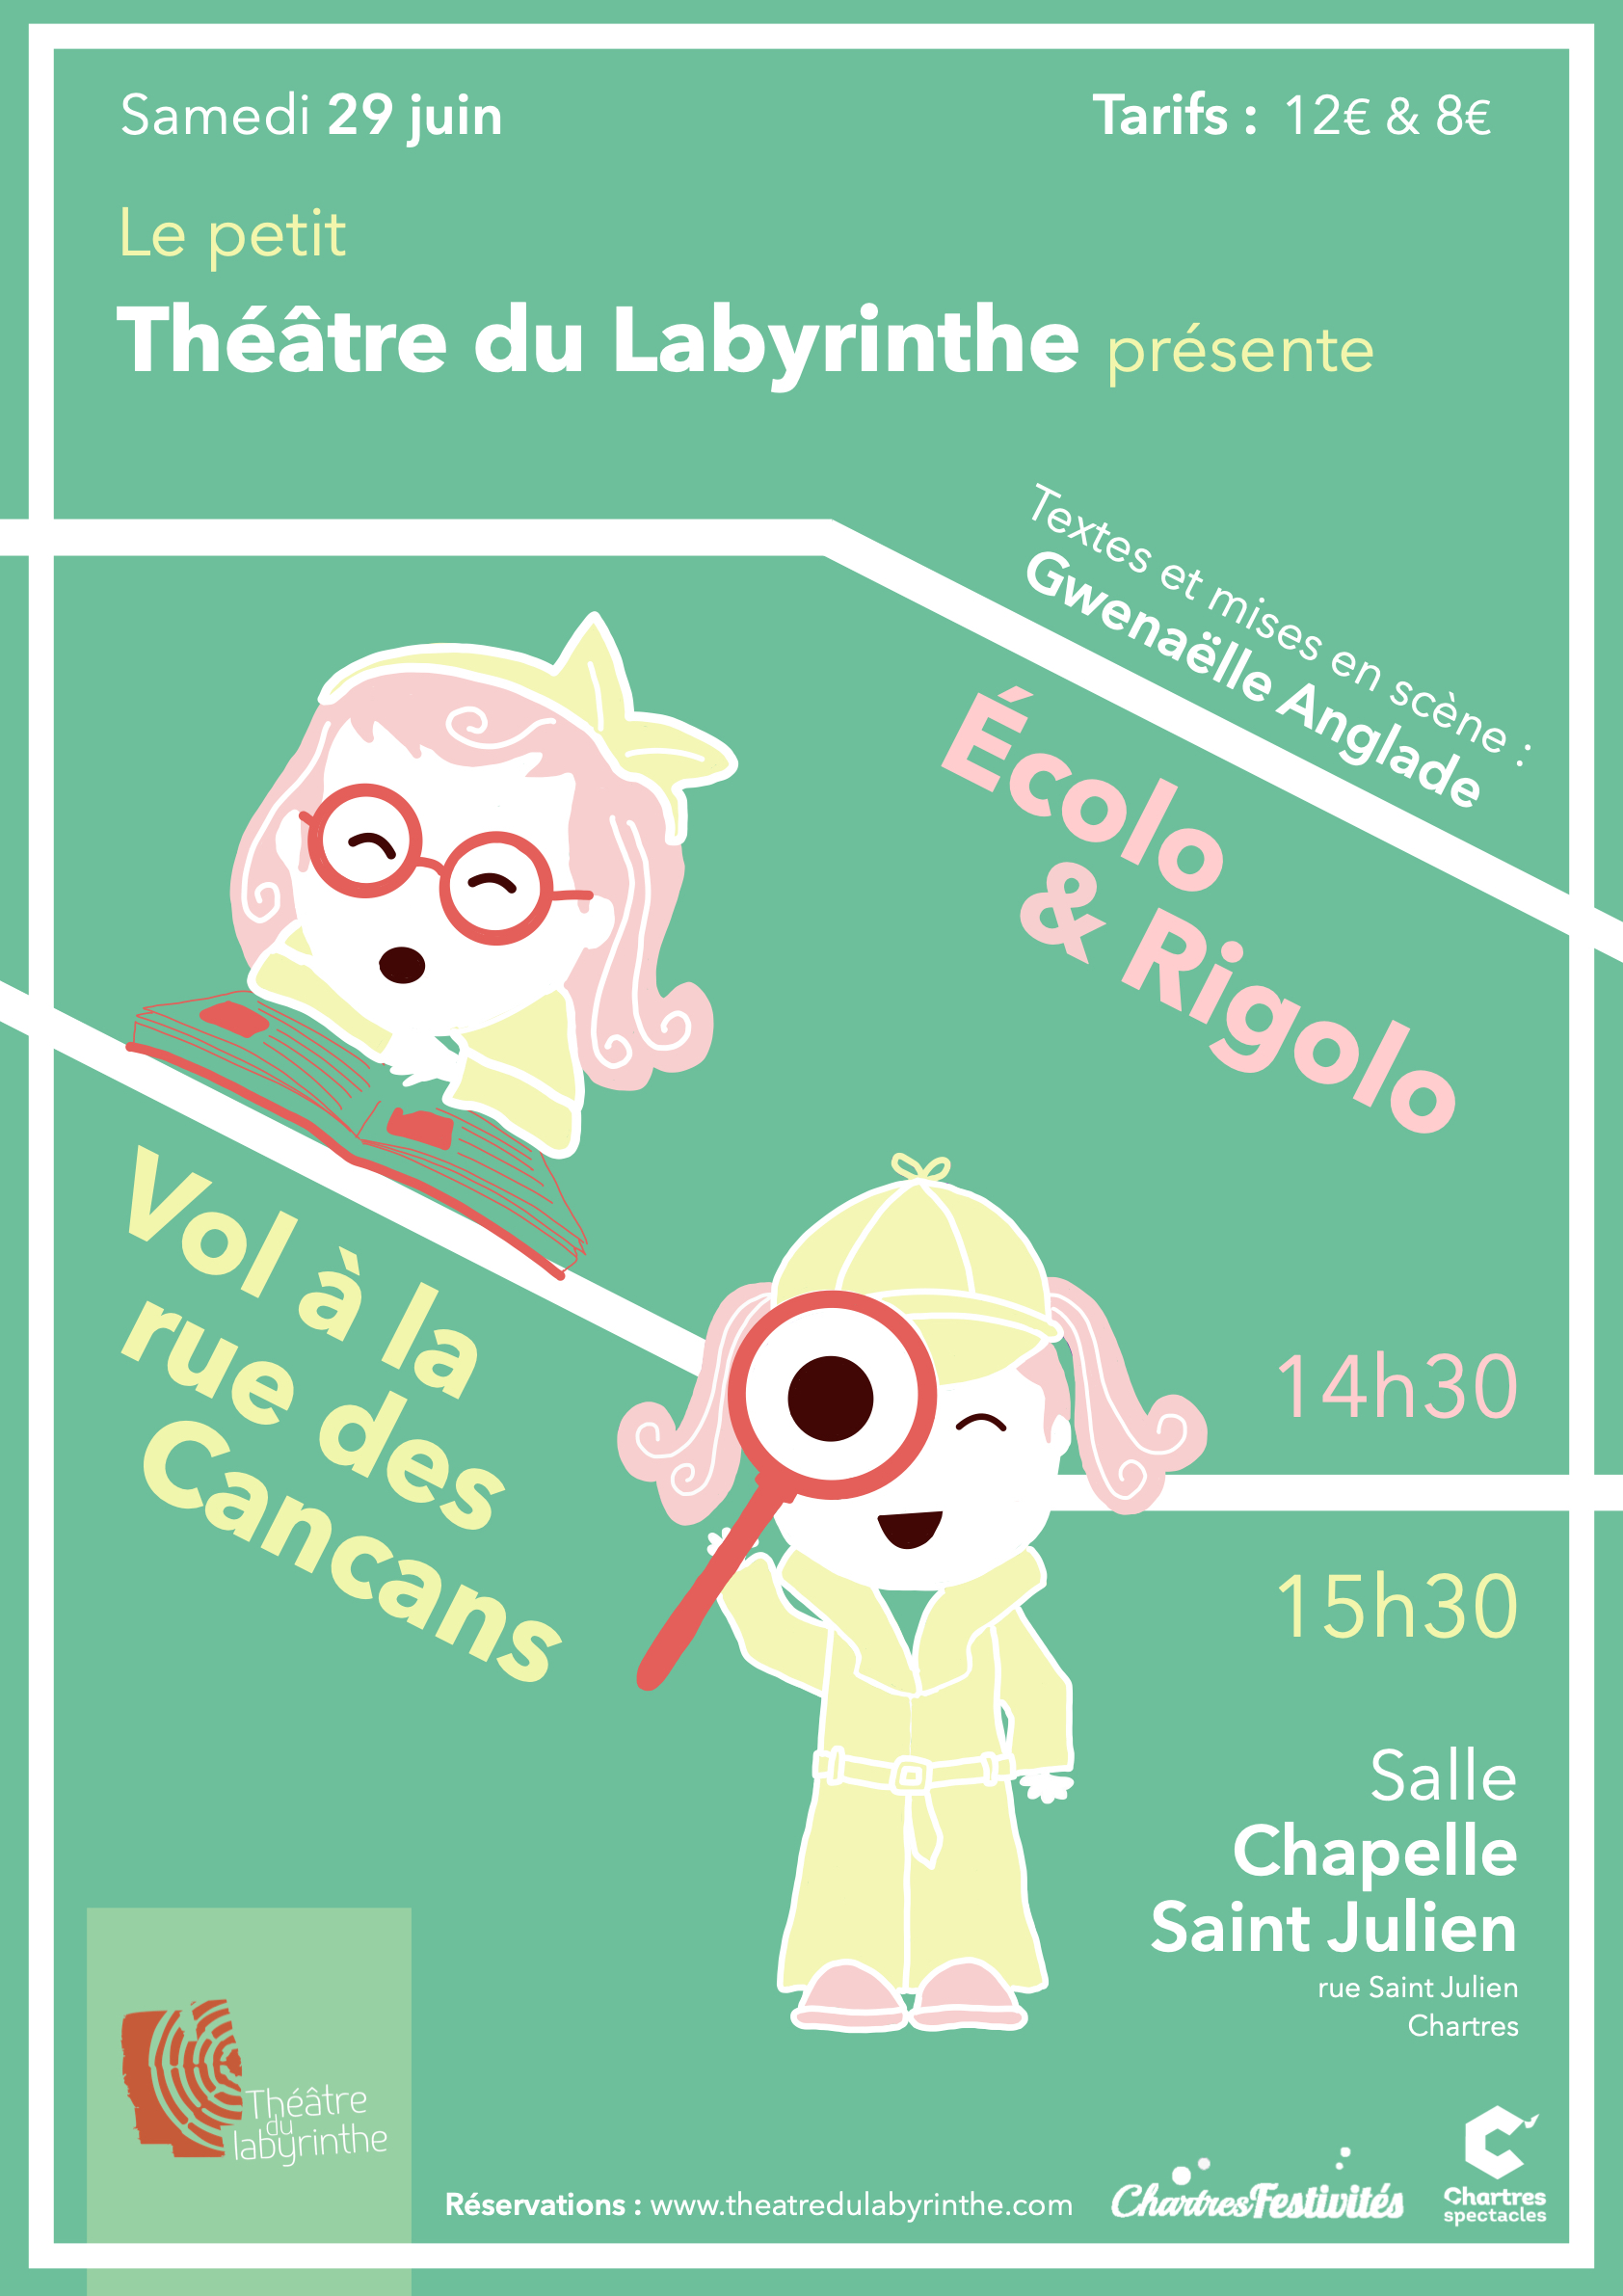 Samedi 29 juin
Tarifs : 12€ & 8€
Le petit
Théâtre du Labyrinthe présente
Textes et mises en scène :
Gwenaëlle Anglade
Écolo
& Rigolo
Vol à la
rue des
Cancans
14h30
15h30
Salle
Chapelle
Saint Julien
rue Saint Julien
Chartres
Théâtre
du
labyrinthe
Réservations : www.theatredulabyrinthe.com
ChartresFestivités
Chartres
spectacles